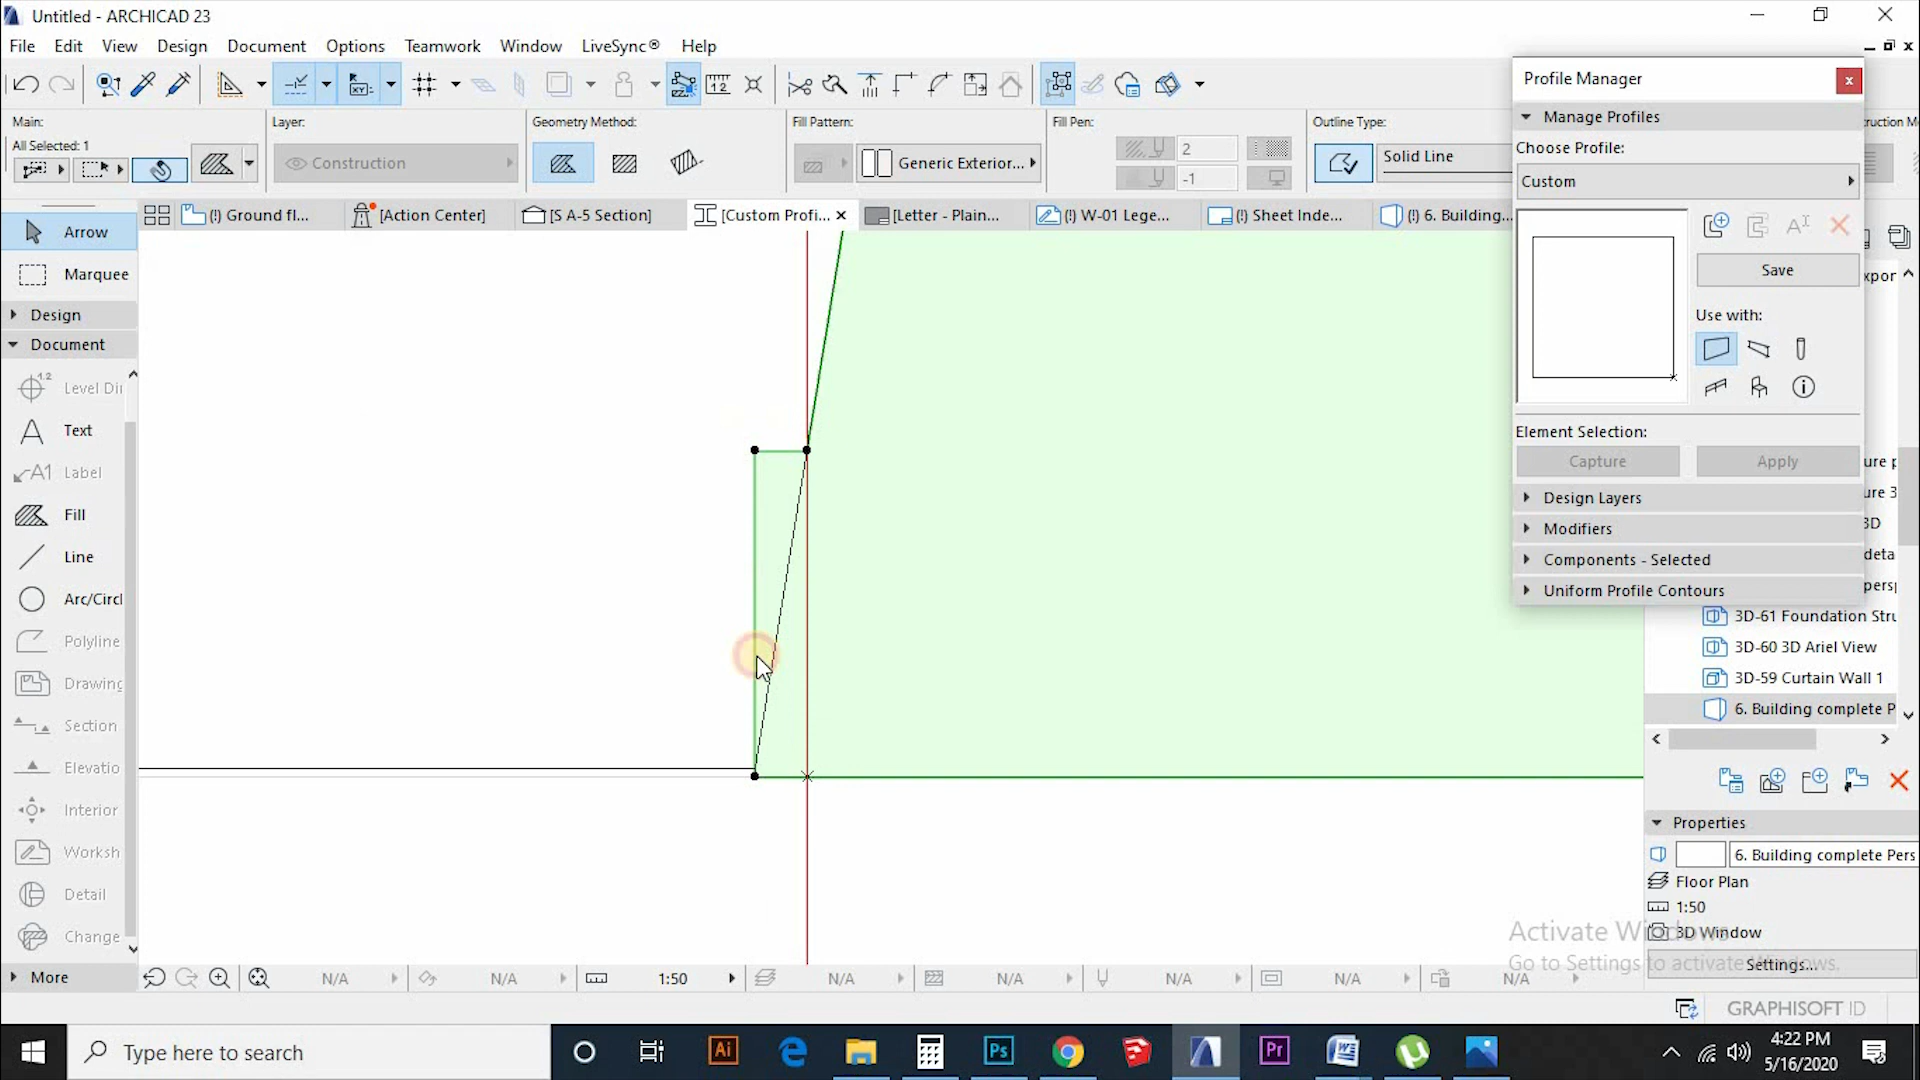 Untitled - ARCHICAD 23
File Edit View Design Document Options Teamwork Window LiveSync® Help
Main:
All Selected: 1
Layer:
Construction
Geometry Method:
Fill Pattern:
Generic Exterior...
Fill Pen:
2
-1
Outline Type:
Solid Line
(!) Ground fl...
[Action Center]
[S A-5 Section]
[Custom Profi...
[Letter - Plain...
(!) W-01 Lege...
(!) Sheet Inde...
(!) 6. Building...
Arrow
Marquee
Design
Document
Level Di
Text
Label
Fill
Line
Arc/Circl
Polyline
Drawing
Section
Elevatio
Interior
Worksh
Detail
Change
More
Profile Manager
Manage Profiles
Choose Profile:
Custom
Save
Use with:
Element Selection:
Capture Apply
Design Layers
Modifiers
Components - Selected
Uniform Profile Contours
3D-61 Foundation Stru
3D-60 3D Ariel View
3D-59 Curtain Wall 1
6. Building complete P
Properties
6. Building complete Pers
Floor Plan
1:50
3D Window
Settings...
Activate Windows
Go to Settings to activate Windows.
N/A N/A 1:50 N/A N/A N/A N/A N/A
GRAPHISOFT ID
Type here to search
4:22 PM
5/16/2020